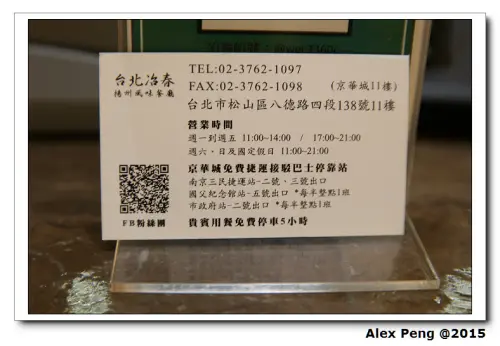 台北冶春
揚州風味餐廳
TEL:02-3762-1097
FAX:02-3762-1098 (京華城11樓)
台北市松山區八德路四段138號11樓
營業時間
週一到週五 11:00~14:00 / 17:00~21:00
週六、日及國定假日 11:00~21:00
京華城免費捷運接駁巴士停靠站
南京三民捷運站-二號、三號出口
國父紀念館站-五號出口 *每半整點1班
市政府站-二號出口 *每半整點1班
FB粉絲團
貴賓用餐免費停車5小時
Alex Peng @2015